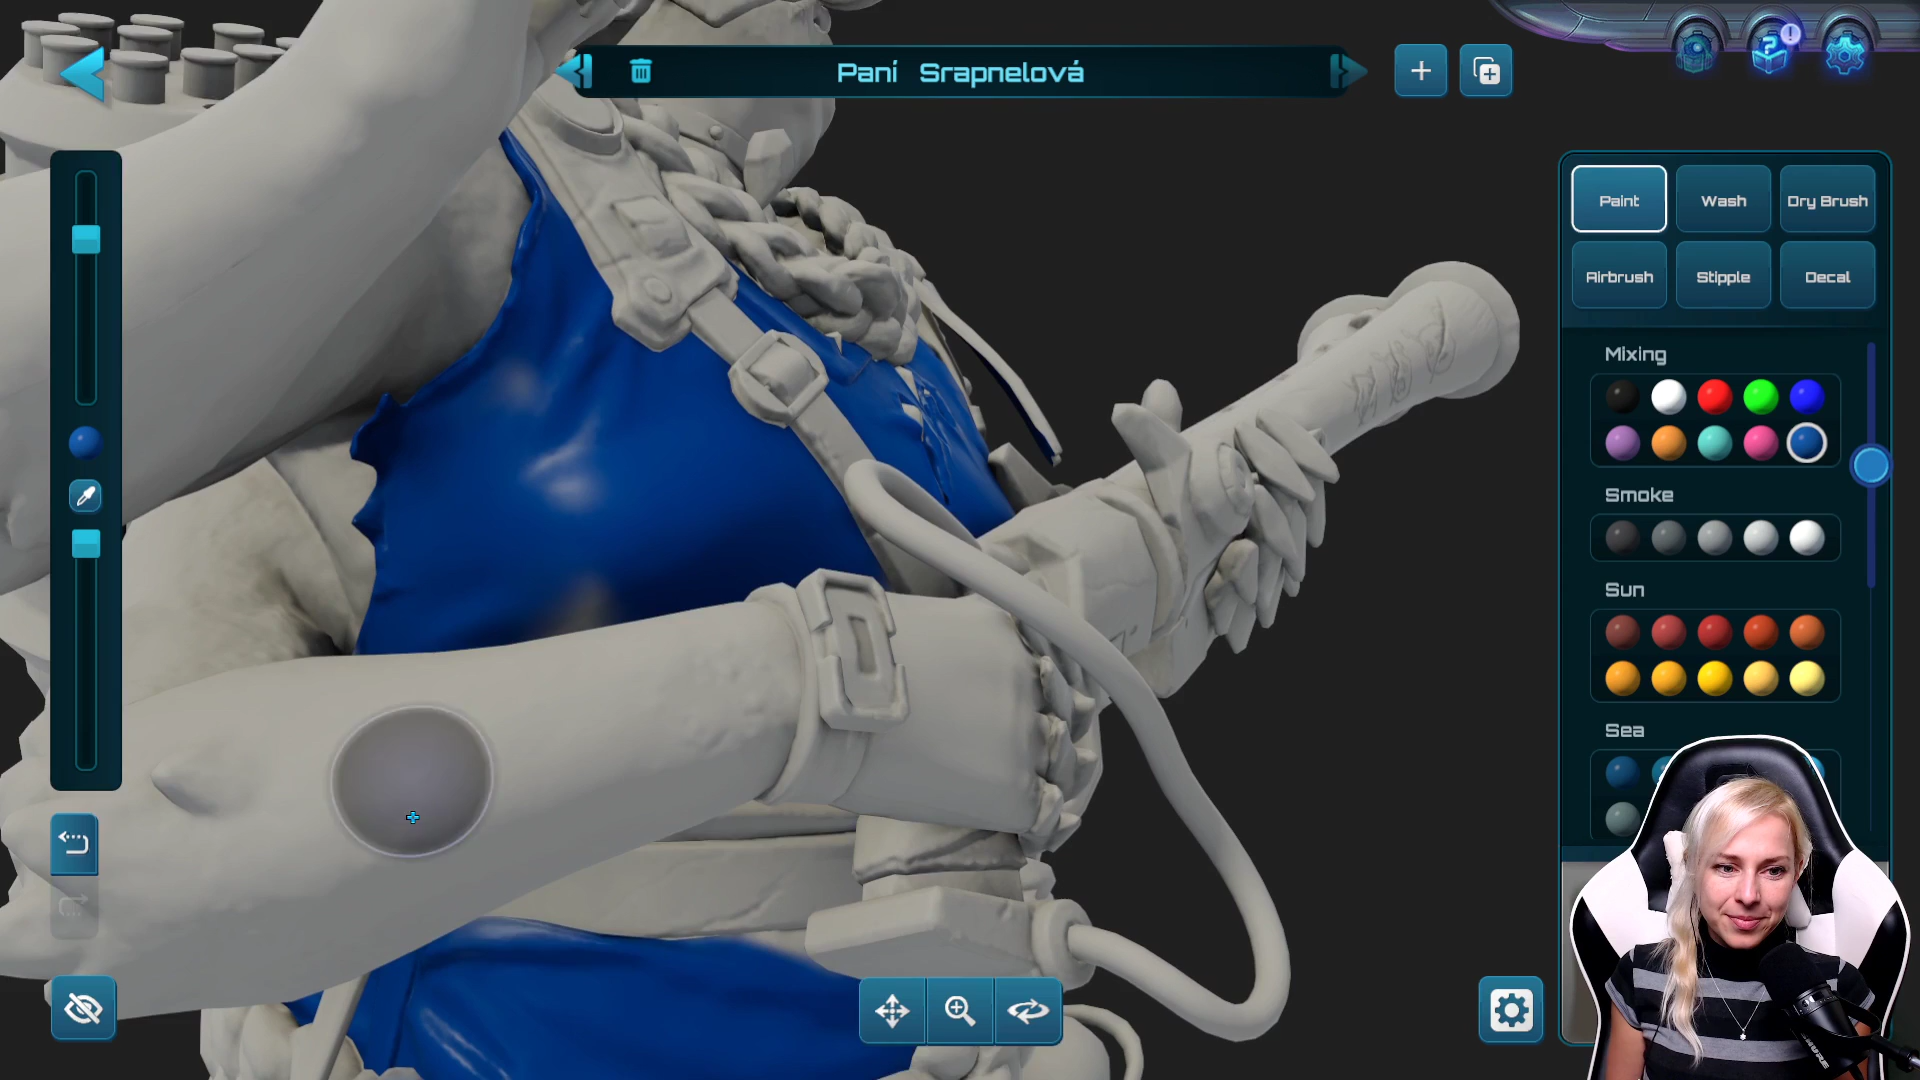 Paní Srapnelová
Paint
Wash
Dry Brush
Airbrush
Stipple
Decal
Mixing
Smoke
Sun
Sea